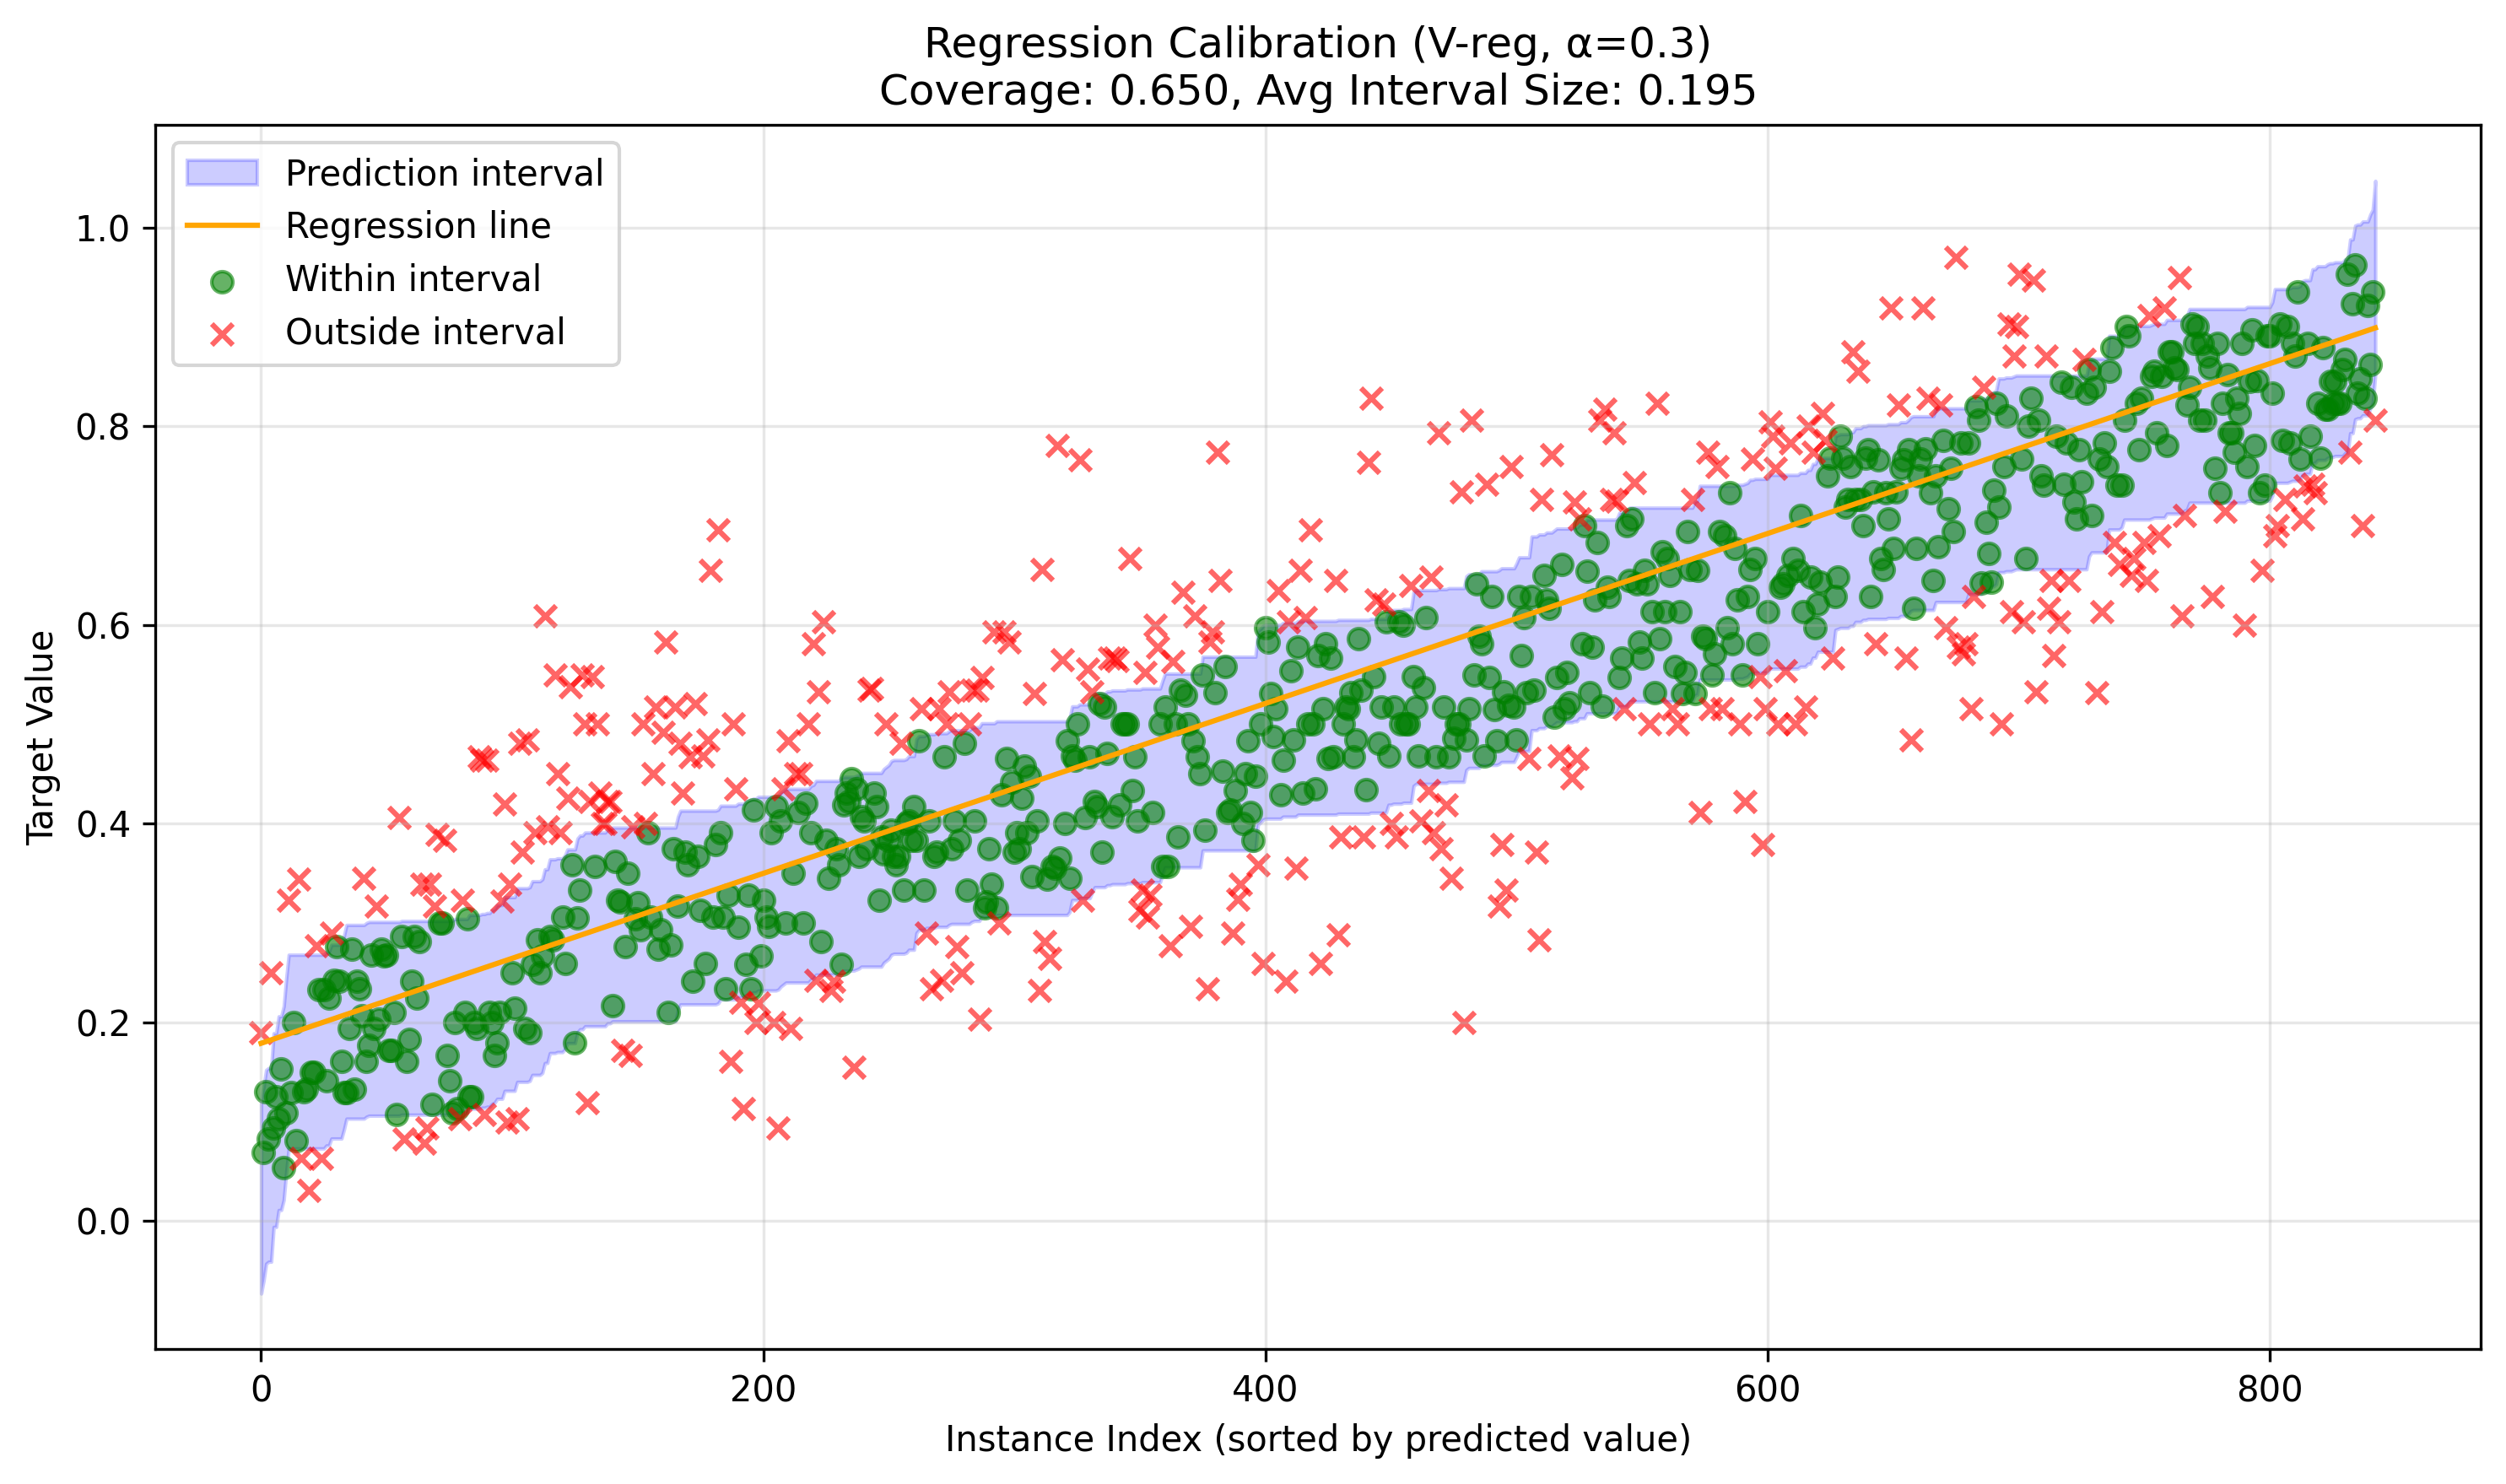 Regression Calibration (V-reg, α=0.3)
Coverage: 0.650, Avg Interval Size: 0.195
Prediction interval
Regression line
Within interval
Outside interval
Target Value
1.0
0.8
0.6
0.4
0.2
0.0
0 200 400 600 800
Instance Index (sorted by predicted value)